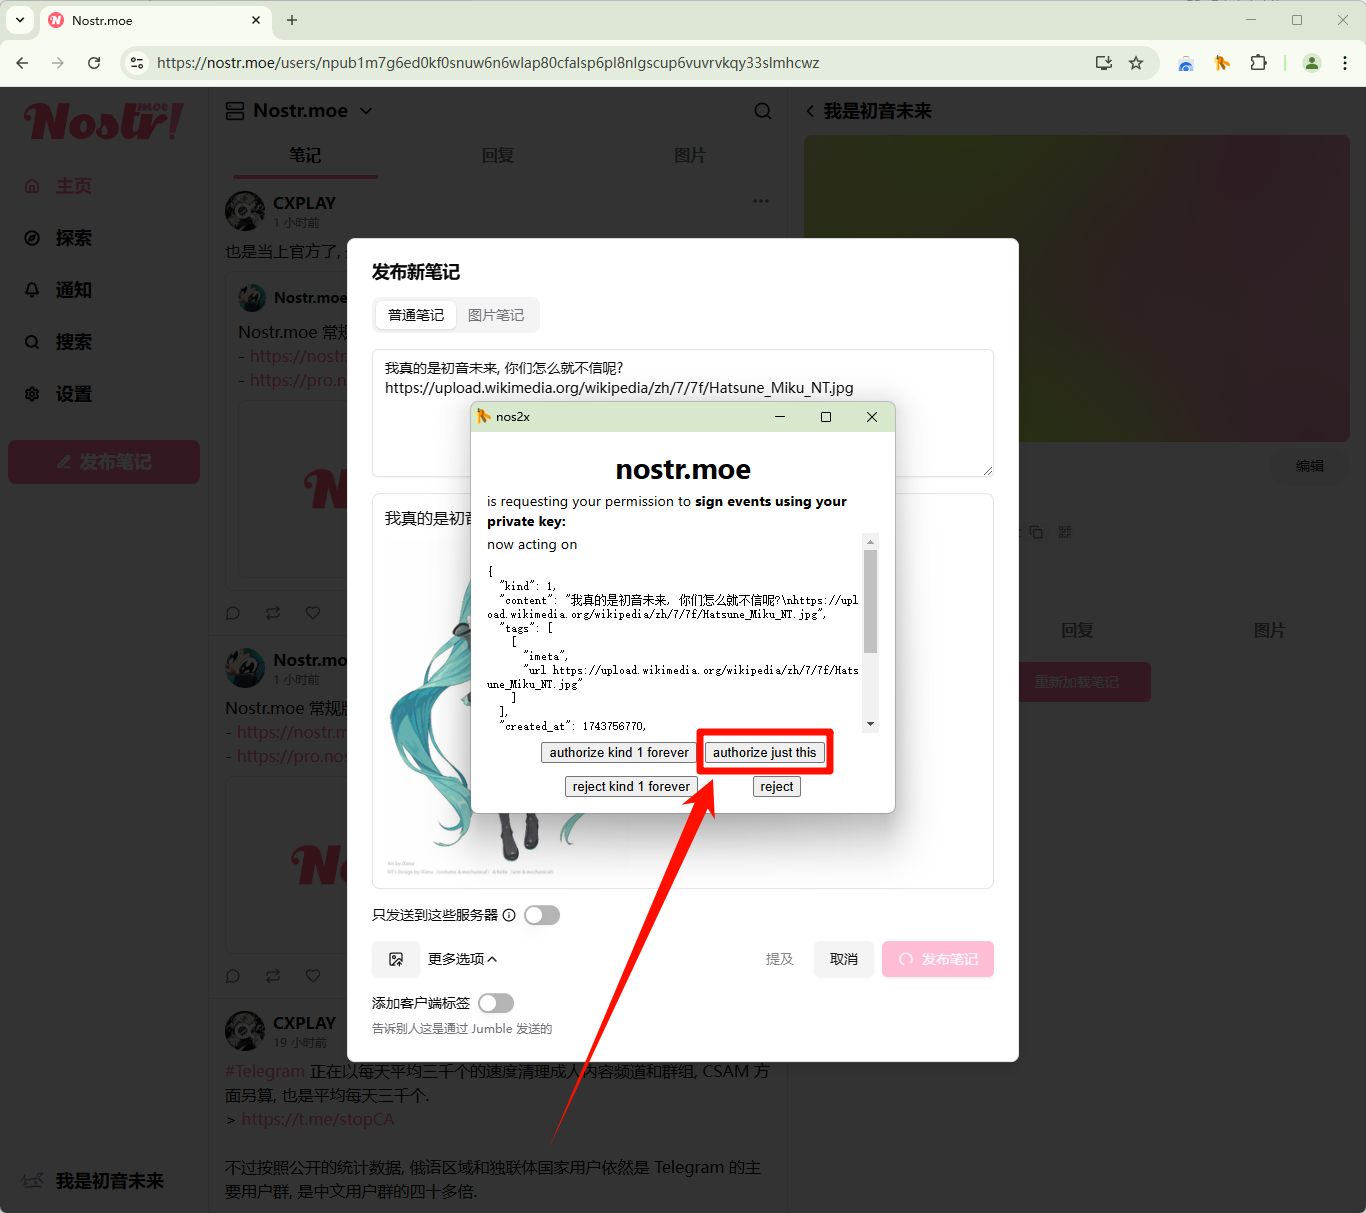 Nostr.moe
https://nostr.moe/users/npub1m7g6ed0kf0snuw6n6wlap80cfalsp6pl8nlgscup6vuvrvkqy33slmhcwz
Nostr!
moe
主页
探索
通知
搜索
设置
发布笔记
我是初音未来
Nostr.moe
笔记
回复
图片
CXPLAY
1 小时前
也是当上官方了,
Nostr.moe
Nostr.moe 常规
- https://nostr.
- https://pro.n
No
Nostr.mo
1 小时前
Nostr.moe 常规
- https://nostr.
- https://pro.nos
No
CXPLAY
19 小时前
#Telegram 正在以每天平均三千个的速度清理成人内容频道和群组, CSAM 方
面另算, 也是平均每天三千个.
> https://t.me/stopCA
不过按照公开的统计数据, 俄语区域和独联体国家用户依然是 Telegram 的主
要用户群, 是中文用户群的四十多倍.
我是初音未来
编辑
回复
图片
重新加载笔记
发布新笔记
普通笔记
图片笔记
我真的是初音未来, 你们怎么就不信呢?
https://upload.wikimedia.org/wikipedia/zh/7/7f/Hatsune_Miku_NT.jpg
我真的是初音
只发送到这些服务器
更多选项
提及
取消
发布笔记
添加客户端标签
告诉别人这是通过 Jumble 发送的
nos2x
nostr.moe
is requesting your permission to sign events using your
private key:
now acting on
{
"kind": 1,
"content": "我真的是初音未来, 你们怎么就不信呢?\nhttps://upl
oad.wikimedia.org/wikipedia/zh/7/7f/Hatsune_Miku_NT.jpg",
"tags": [
[
"imeta",
"url https://upload.wikimedia.org/wikipedia/zh/7/7f/Hats
une_Miku_NT.jpg"
]
],
"created_at": 1743756770,
authorize kind 1 forever
authorize just this
reject kind 1 forever
reject